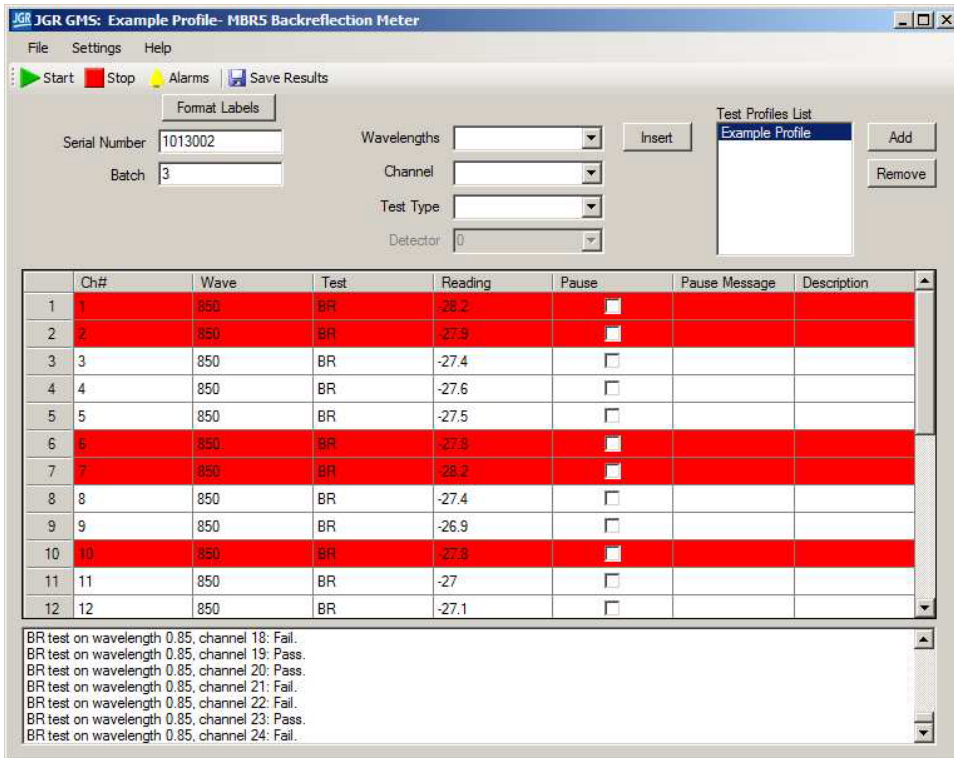 JGR JGR GMS: Example Profile- MBR5 Backreflection Meter
File Settings Help
Start Stop Alarms Save Results
Format Labels
Serial Number 1013002
Batch 3
Wavelengths
Channel
Test Type
Detector 0
Insert
Test Profiles List
Example Profile
Add
Remove
Ch# Wave Test Reading Pause Pause Message Description
1 1 850 BR -28.2
2 2 850 BR -27.9
3 3 850 BR -27.4
4 4 850 BR -27.6
5 5 850 BR -27.5
6 6 850 BR -27.8
7 7 850 BR -28.2
8 8 850 BR -27.4
9 9 850 BR -26.9
10 10 850 BR -27.8
11 11 850 BR -27
12 12 850 BR -27.1
BR test on wavelength 0.85, channel 18: Fail.
BR test on wavelength 0.85, channel 19: Pass.
BR test on wavelength 0.85, channel 20: Pass.
BR test on wavelength 0.85, channel 21: Fail.
BR test on wavelength 0.85, channel 22: Fail.
BR test on wavelength 0.85, channel 23: Pass.
BR test on wavelength 0.85, channel 24: Fail.